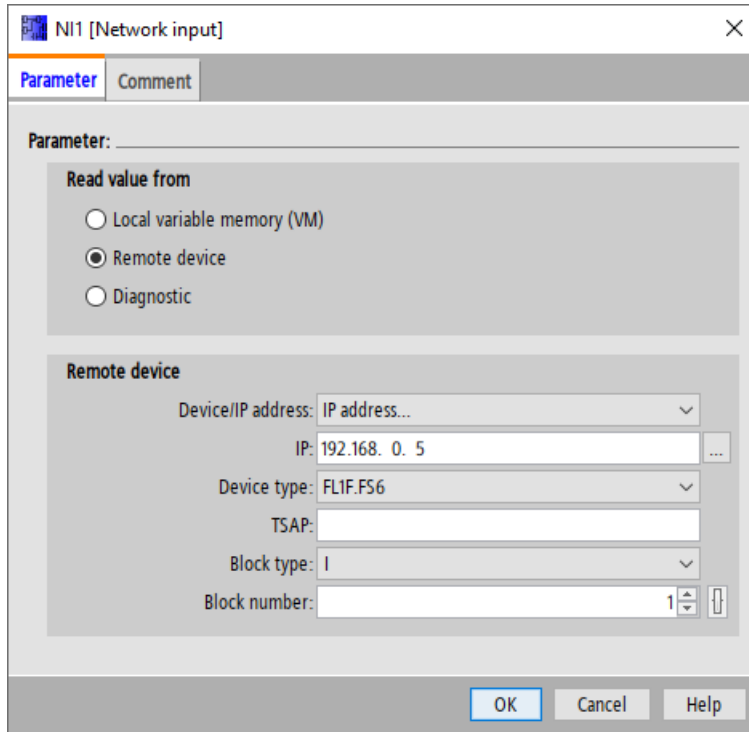 NI1 [Network input]
Parameter Comment
Parameter:
Read value from
Local variable memory (VM)
Remote device
Diagnostic
Remote device
Device/IP address: IP address...
IP: 192.168. 0. 5 ...
Device type: FL1F.FS6
TSAP:
Block type: I
Block number: 1
OK Cancel Help